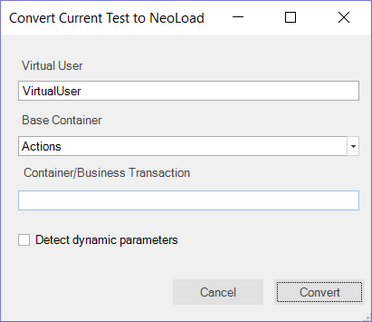 Convert Current Test to NeoLoad
Virtual User
VirtualUser
Base Container
Actions
Container/Business Transaction
Detect dynamic parameters
Cancel Convert